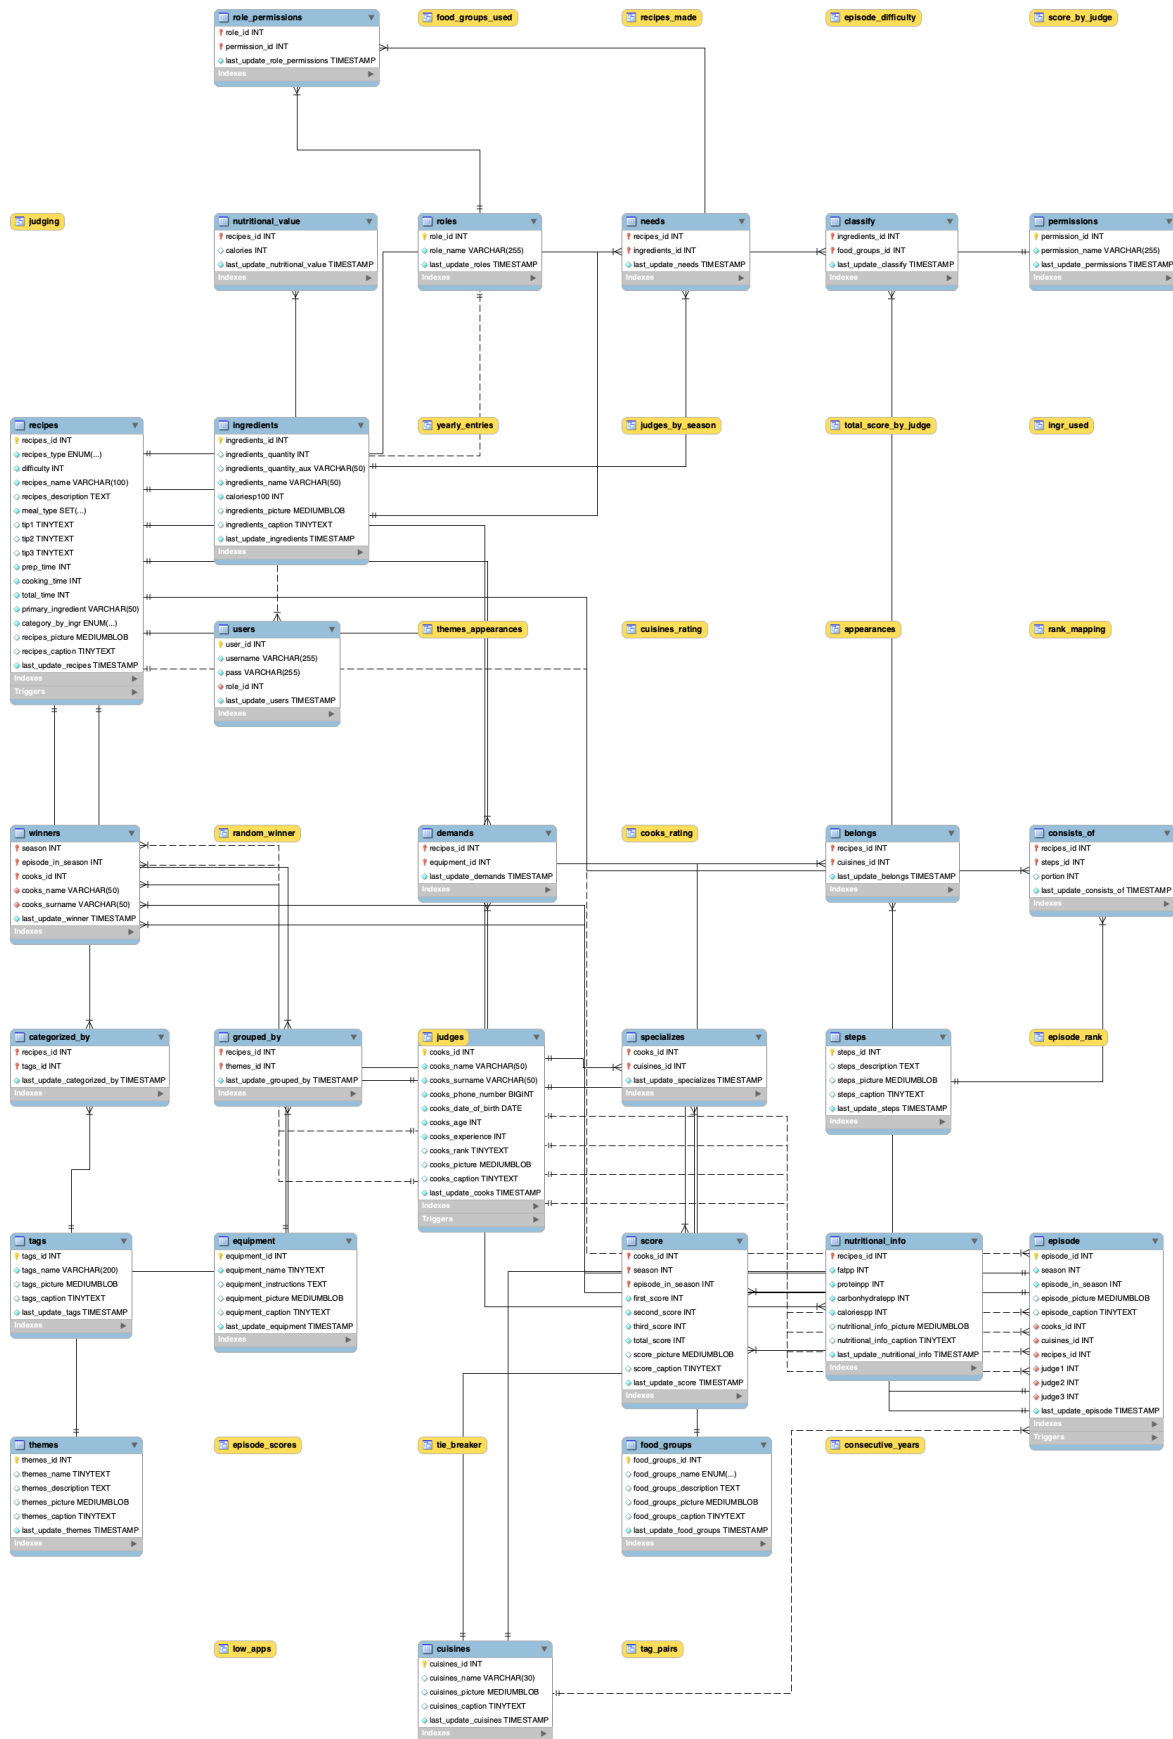 role_permissions
role_id INT
permission_id INT
last_update_role_permissions TIMESTAMP
Indexes
food_groups_used
recipes_made
episode_difficulty
score_by_judge
judging
nutritional_value
recipes_id INT
calories INT
last_update_nutritional_value TIMESTAMP
Indexes
roles
role_id INT
role_name VARCHAR(255)
last_update_roles TIMESTAMP
Indexes
needs
recipes_id INT
ingredients_id INT
last_update_needs TIMESTAMP
Indexes
classify
ingredients_id INT
food_groups_id INT
last_update_classify TIMESTAMP
Indexes
permissions
permission_id INT
permission_name VARCHAR(255)
last_update_permissions TIMESTAMP
Indexes
recipes
recipes_id INT
recipes_type ENUM(...)
difficulty INT
recipes_name VARCHAR(100)
recipes_description TEXT
meal_type SET(...)
tip1 TINYTEXT
tip2 TINYTEXT
tip3 TINYTEXT
prep_time INT
cooking_time INT
total_time INT
primary_ingredient VARCHAR(50)
category_by_ingr ENUM(...)
recipes_picture MEDIUMBLOB
recipes_caption TINYTEXT
last_update_recipes TIMESTAMP
Indexes
Triggers
ingredients
ingredients_id INT
ingredients_quantity INT
ingredients_quantity_aux VARCHAR(50)
ingredients_name VARCHAR(50)
caloriesp100 INT
ingredients_picture MEDIUMBLOB
ingredients_caption TINYTEXT
last_update_ingredients TIMESTAMP
Indexes
yearly_entries
judges_by_season
total_score_by_judge
ingr_used
users
user_id INT
username VARCHAR(255)
pass VARCHAR(255)
role_id INT
last_update_users TIMESTAMP
Indexes
themes_appearances
cuisines_rating
appearances
rank_mapping
winners
season INT
episode_in_season INT
cooks_id INT
cooks_name VARCHAR(50)
cooks_surname VARCHAR(50)
last_update_winner TIMESTAMP
Indexes
random_winner
demands
recipes_id INT
equipment_id INT
last_update_demands TIMESTAMP
Indexes
cooks_rating
belongs
recipes_id INT
cuisines_id INT
last_update_belongs TIMESTAMP
Indexes
consists_of
recipes_id INT
steps_id INT
portion INT
last_update_consists_of TIMESTAMP
Indexes
categorized_by
recipes_id INT
tags_id INT
last_update_categorized_by TIMESTAMP
Indexes
grouped_by
recipes_id INT
themes_id INT
last_update_grouped_by TIMESTAMP
Indexes
judges
cooks_id INT
cooks_name VARCHAR(50)
cooks_surname VARCHAR(50)
cooks_phone_number BIGINT
cooks_date_of_birth DATE
cooks_age INT
cooks_experience INT
cooks_rank TINYTEXT
cooks_picture MEDIUMBLOB
cooks_caption TINYTEXT
last_update_cooks TIMESTAMP
Indexes
Triggers
specializes
cooks_id INT
cuisines_id INT
last_update_specializes TIMESTAMP
Indexes
steps
steps_id INT
steps_description TEXT
steps_picture MEDIUMBLOB
steps_caption TINYTEXT
last_update_steps TIMESTAMP
Indexes
episode_rank
tags
tags_id INT
tags_name VARCHAR(200)
tags_picture MEDIUMBLOB
tags_caption TINYTEXT
last_update_tags TIMESTAMP
Indexes
equipment
equipment_id INT
equipment_name TINYTEXT
equipment_instructions TEXT
equipment_picture MEDIUMBLOB
equipment_caption TINYTEXT
last_update_equipment TIMESTAMP
Indexes
score
cooks_id INT
season INT
episode_in_season INT
first_score INT
second_score INT
third_score INT
total_score INT
score_picture MEDIUMBLOB
score_caption TINYTEXT
last_update_score TIMESTAMP
Indexes
nutritional_info
recipes_id INT
fatpp INT
proteinpp INT
carbonhydratepp INT
caloriespp INT
nutritional_info_picture MEDIUMBLOB
nutritional_info_caption TINYTEXT
last_update_nutritional_info TIMESTAMP
Indexes
episode
episode_id INT
season INT
episode_in_season INT
episode_picture MEDIUMBLOB
episode_caption TINYTEXT
cooks_id INT
cuisines_id INT
recipes_id INT
judge1 INT
judge2 INT
judge3 INT
last_update_episode TIMESTAMP
Indexes
Triggers
themes
themes_id INT
themes_name TINYTEXT
themes_description TEXT
themes_picture MEDIUMBLOB
themes_caption TINYTEXT
last_update_themes TIMESTAMP
Indexes
episode_scores
tie_breaker
food_groups
food_groups_id INT
food_groups_name ENUM(...)
food_groups_description TEXT
food_groups_picture MEDIUMBLOB
food_groups_caption TINYTEXT
last_update_food_groups TIMESTAMP
Indexes
consecutive_years
low_apps
cuisines
cuisines_id INT
cuisines_name VARCHAR(30)
cuisines_picture MEDIUMBLOB
cuisines_caption TINYTEXT
last_update_cuisines TIMESTAMP
Indexes
tag_pairs